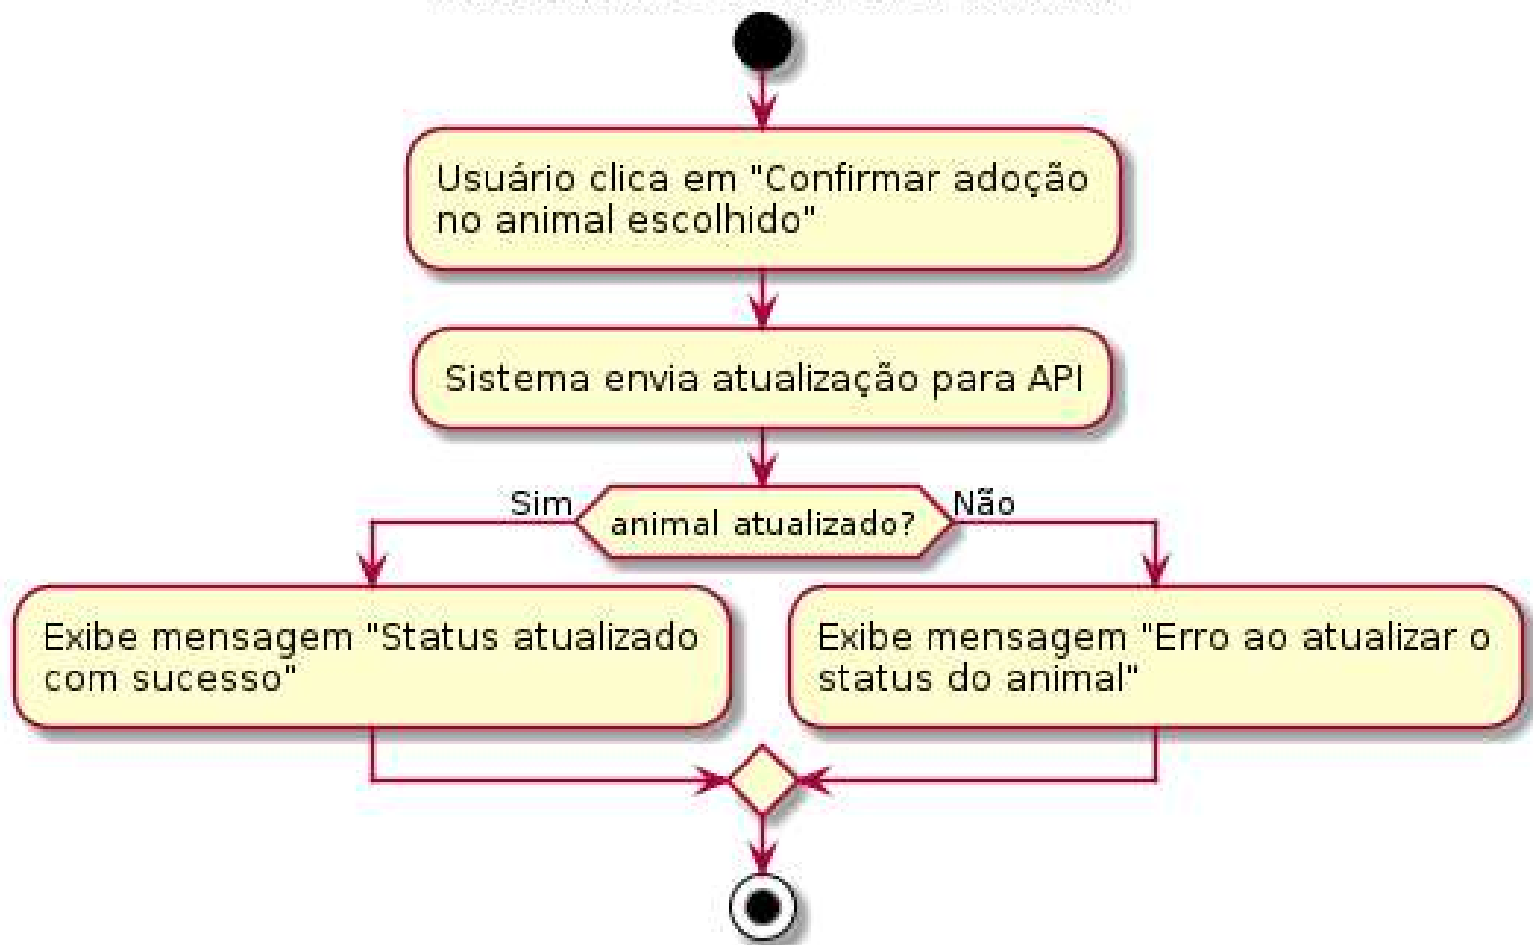 Usuário clica em "Confirmar adoção
no animal escolhido"
Sistema envia atualização para API
Sim
animal atualizado?
Não
Exibe mensagem "Status atualizado
com sucesso"
Exibe mensagem "Erro ao atualizar o
status do animal"